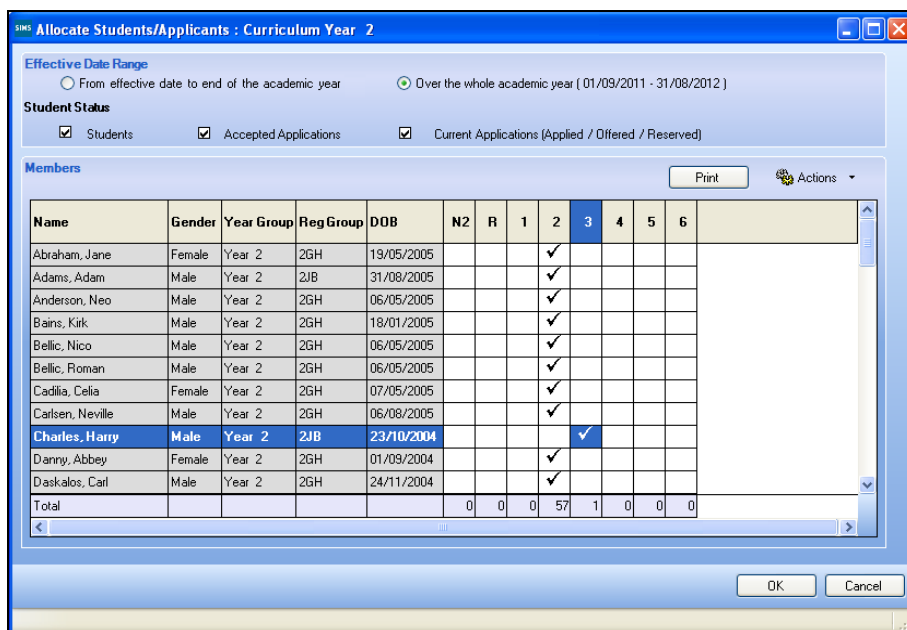 SIMS Allocate Students/Applicants : Curriculum Year 2
Effective Date Range
From effective date to end of the academic year Over the whole academic year ( 01/09/2011 - 31/08/2012 )
Student Status
Students Accepted Applications Current Applications (Applied / Offered / Reserved)
Members
Print Actions
Name Gender Year Group Reg Group DOB N2 R 1 2 3 4 5 6
Abraham, Jane Female Year 2 2GH 19/05/2005 ✓
Adams, Adam Male Year 2 2JB 31/08/2005 ✓
Anderson, Neo Male Year 2 2GH 06/05/2005 ✓
Bains, Kirk Male Year 2 2GH 18/01/2005 ✓
Bellic, Nico Male Year 2 2GH 06/05/2005 ✓
Bellic, Roman Male Year 2 2GH 06/05/2005 ✓
Cadilia, Celia Female Year 2 2GH 07/05/2005 ✓
Carlsen, Neville Male Year 2 2GH 06/08/2005 ✓
Charles, Harry Male Year 2 2JB 23/10/2004 ✓
Danny, Abbey Female Year 2 2GH 01/09/2004 ✓
Daskalos, Carl Male Year 2 2GH 24/11/2004 ✓
Total 0 0 0 57 1 0 0 0
OK Cancel